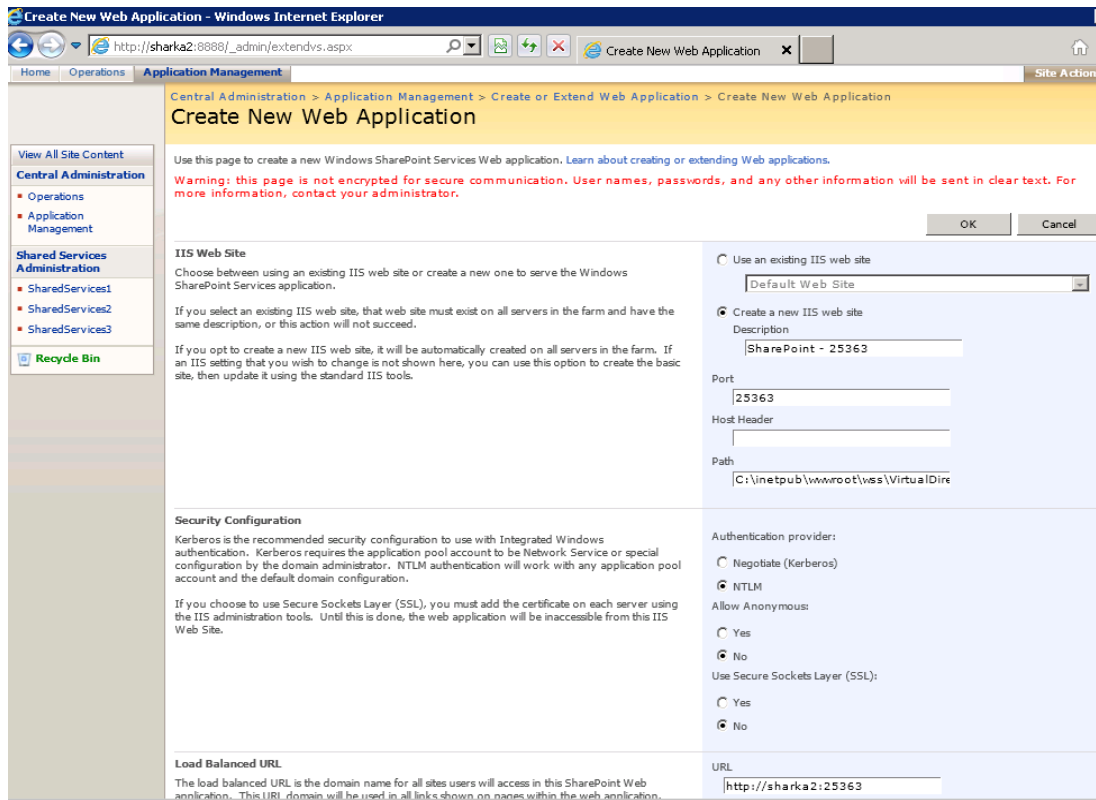 Create New Web Application - Windows Internet Explorer
http://sharka2:8888/_admin/extendvs.aspx
Create New Web Application
Home Operations Application Management
Site Action
Central Administration > Application Management > Create or Extend Web Application > Create New Web Application
Create New Web Application
View All Site Content
Central Administration
Operations
Application
Management
Shared Services
Administration
SharedServices1
SharedServices2
SharedServices3
Recycle Bin
Use this page to create a new Windows SharePoint Services Web application. Learn about creating or extending Web applications.
Warning: this page is not encrypted for secure communication. User names, passwords, and any other information will be sent in clear text. For
more information, contact your administrator.
OK Cancel
IIS Web Site
Choose between using an existing IIS web site or create a new one to serve the Windows
SharePoint Services application.
If you select an existing IIS web site, that web site must exist on all servers in the farm and have the
same description, or this action will not succeed.
If you opt to create a new IIS web site, it will be automatically created on all servers in the farm. If
an IIS setting that you wish to change is not shown here, you can use this option to create the basic
site, then update it using the standard IIS tools.
Use an existing IIS web site
Default Web Site
Create a new IIS web site
Description
SharePoint - 25363
Port
25363
Host Header
Path
C:\inetpub\wwwroot\wss\VirtualDire
Security Configuration
Kerberos is the recommended security configuration to use with Integrated Windows
authentication. Kerberos requires the application pool account to be Network Service or special
configuration by the domain administrator. NTLM authentication will work with any application pool
account and the default domain configuration.
If you choose to use Secure Sockets Layer (SSL), you must add the certificate on each server using
the IIS administration tools. Until this is done, the web application will be inaccessible from this IIS
Web Site.
Authentication provider:
Negotiate (Kerberos)
NTLM
Allow Anonymous:
Yes
No
Use Secure Sockets Layer (SSL):
Yes
No
Load Balanced URL
The load balanced URL is the domain name for all sites users will access in this SharePoint Web
application. This URL domain will be used in all links shown on pages within the web application.
URL
http://sharka2:25363